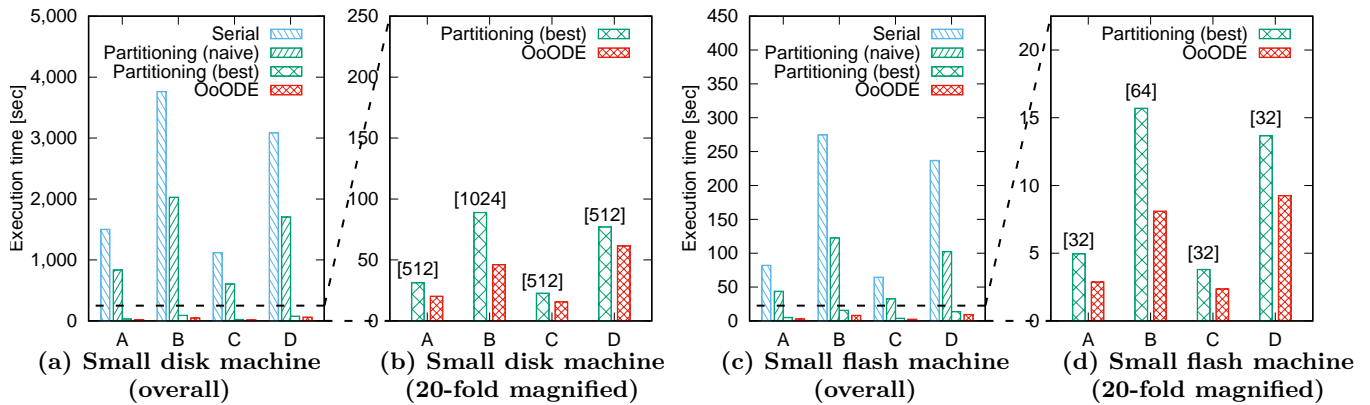 Execution time [sec]
5,000
4,000
3,000
2,000
1,000
0
Serial
Partitioning (naive)
Partitioning (best)
OoODE
A B C D
(a) Small disk machine
(overall)
250
200
150
100
50
0
Partitioning (best)
OoODE
[512]
[1024]
[512]
[512]
A B C D
(b) Small disk machine
(20-fold magnified)
Execution time [sec]
450
400
350
300
250
200
150
100
50
0
Serial
Partitioning (naive)
Partitioning (best)
OoODE
A B C D
(c) Small flash machine
(overall)
20
15
10
5
0
Partitioning (best)
OoODE
[32]
[64]
[32]
[32]
A B C D
(d) Small flash machine
(20-fold magnified)